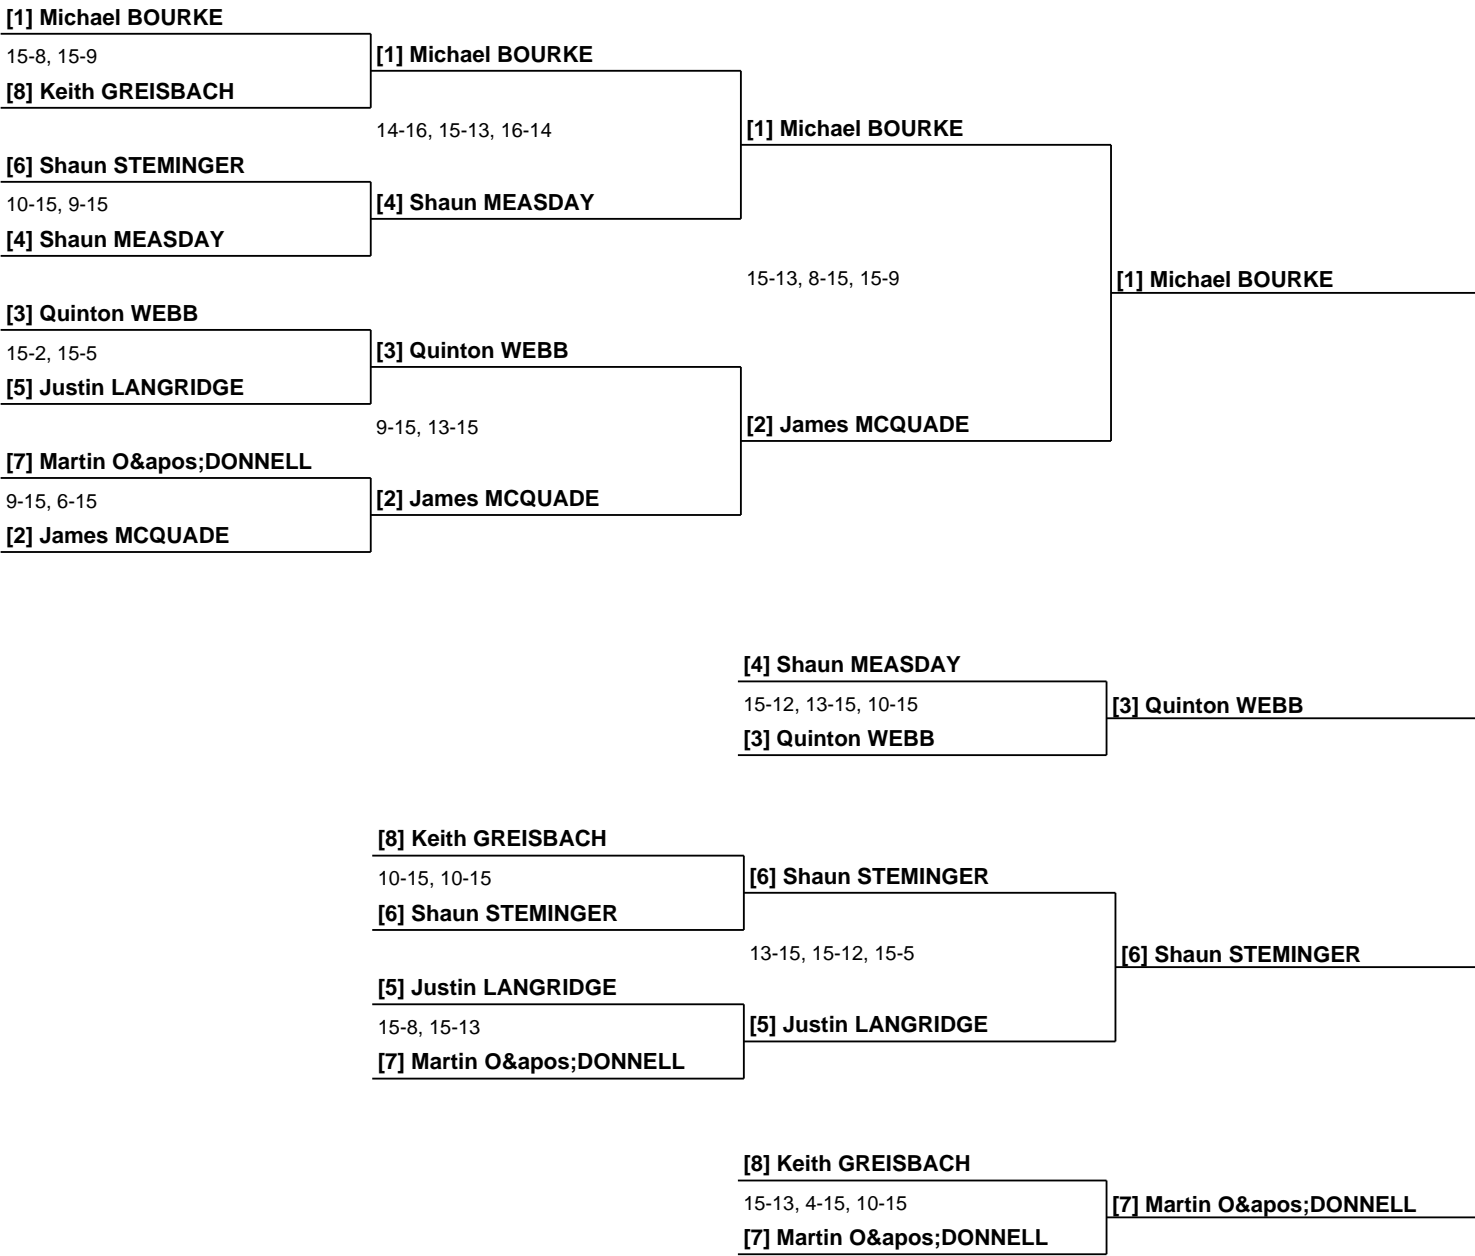 [1] Michael BOURKE
15-8, 15-9
[1] Michael BOURKE
[8] Keith GREISBACH
14-16, 15-13, 16-14
[1] Michael BOURKE
[6] Shaun STEMINGER
10-15, 9-15
[4] Shaun MEASDAY
[4] Shaun MEASDAY
15-13, 8-15, 15-9
[1] Michael BOURKE
[3] Quinton WEBB
15-2, 15-5
[3] Quinton WEBB
[5] Justin LANGRIDGE
9-15, 13-15
[2] James MCQUADE
[7] Martin O&apos;DONNELL
9-15, 6-15
[2] James MCQUADE
[2] James MCQUADE
[4] Shaun MEASDAY
15-12, 13-15, 10-15
[3] Quinton WEBB
[3] Quinton WEBB
[8] Keith GREISBACH
10-15, 10-15
[6] Shaun STEMINGER
[6] Shaun STEMINGER
13-15, 15-12, 15-5
[6] Shaun STEMINGER
[5] Justin LANGRIDGE
15-8, 15-13
[5] Justin LANGRIDGE
[7] Martin O&apos;DONNELL
[8] Keith GREISBACH
15-13, 4-15, 10-15
[7] Martin O&apos;DONNELL
[7] Martin O&apos;DONNELL